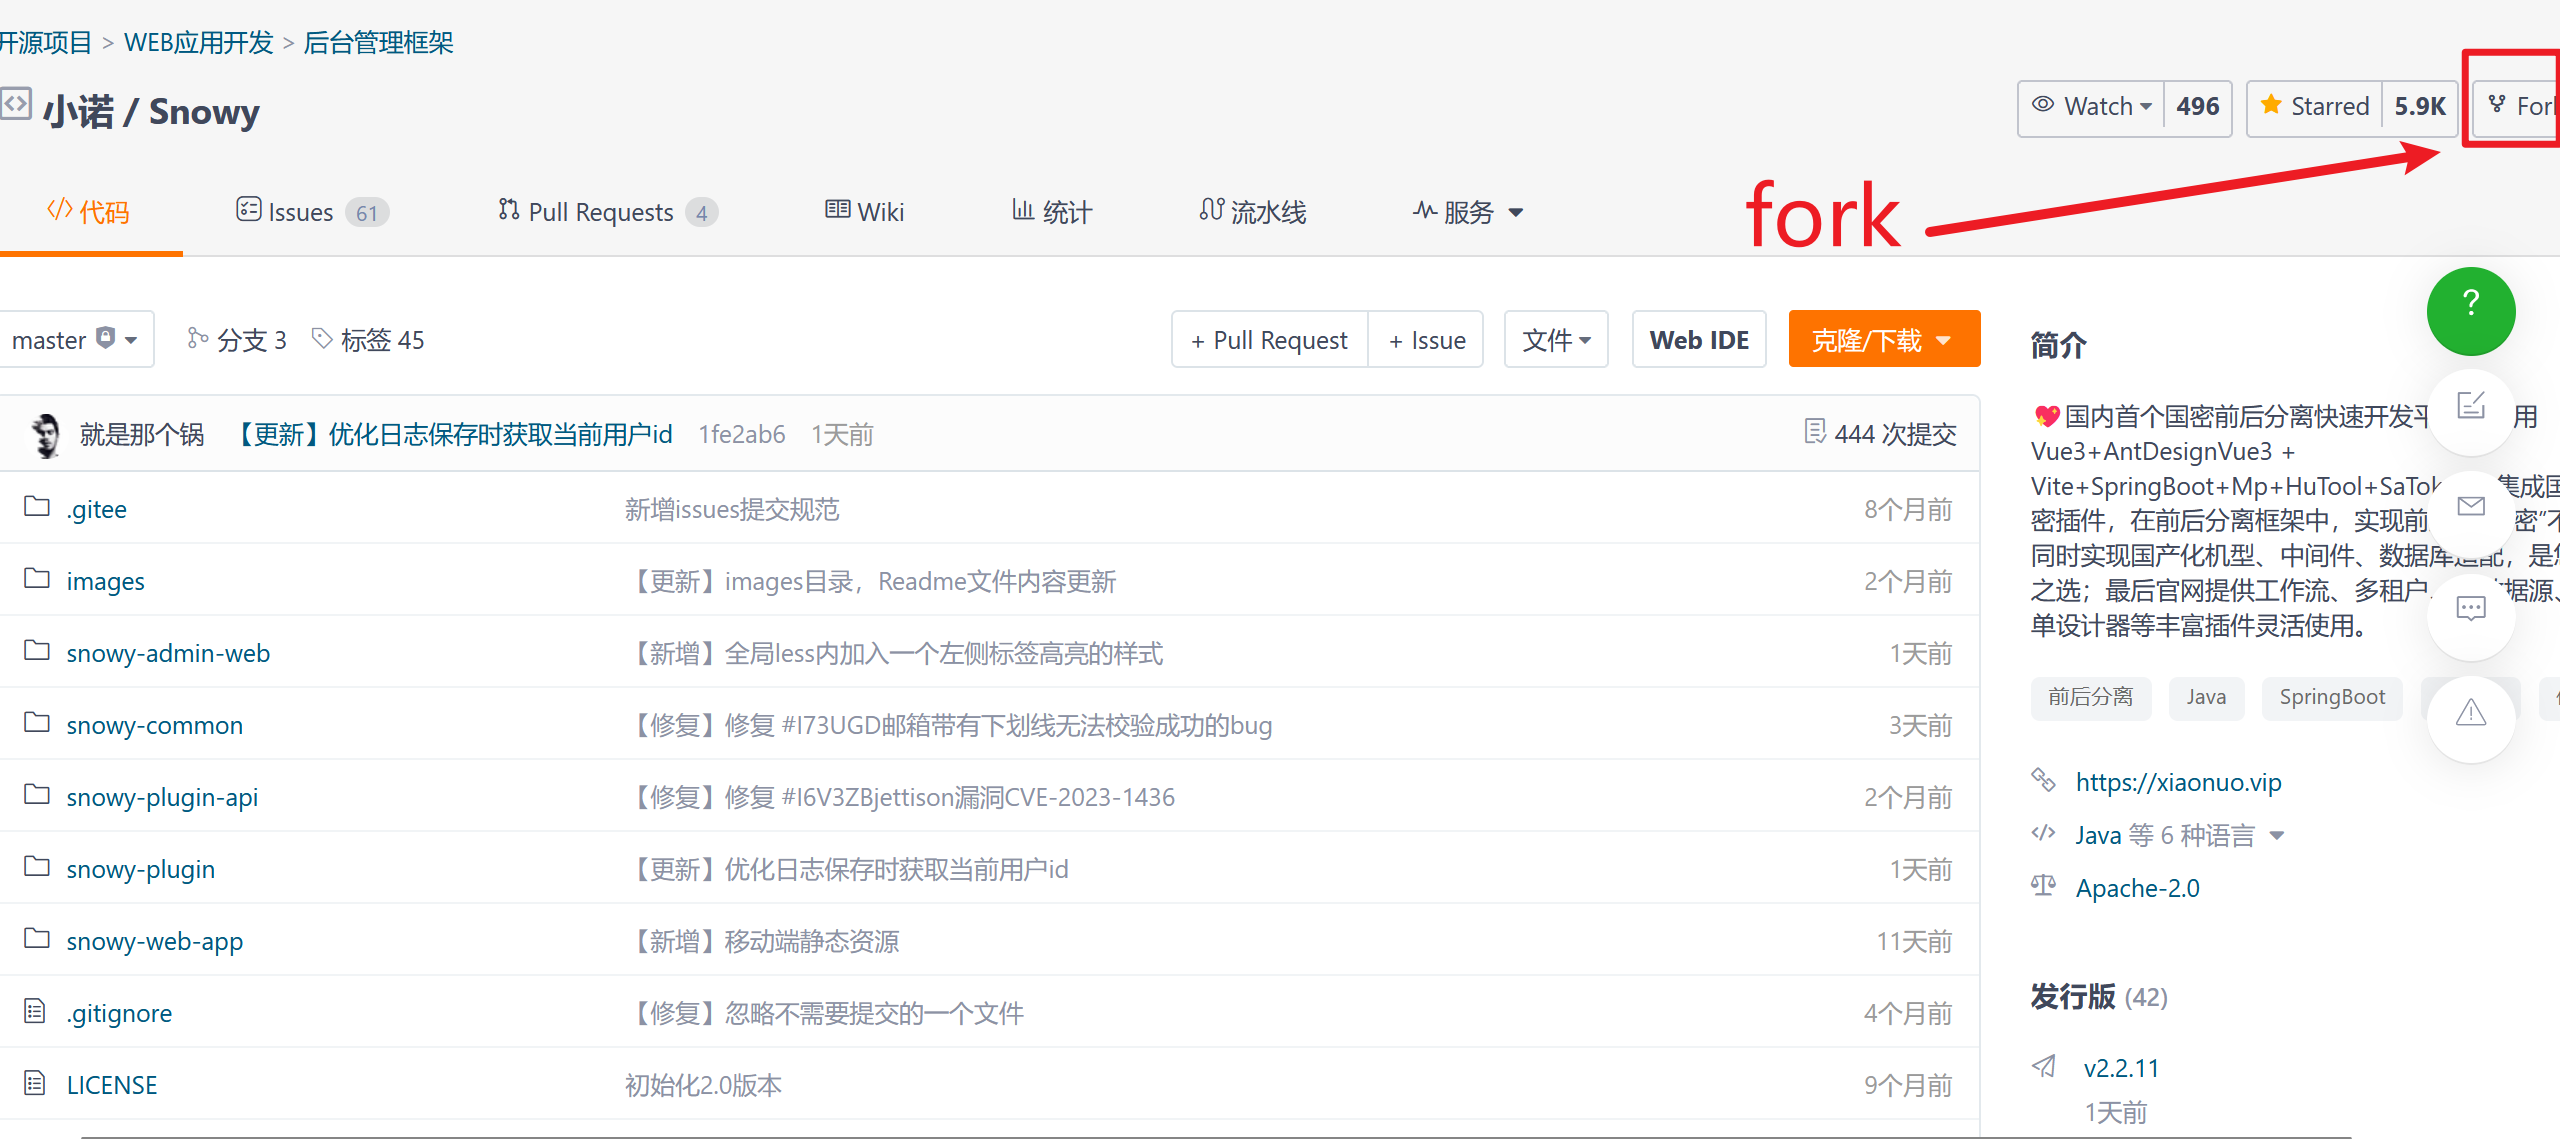 开源项目 > WEB应用开发 > 后台管理框架
小诺 / Snowy
Watch 496 Starred 5.9K Fork
fork
代码 Issues 61 Pull Requests 4 Wiki 统计 流水线 服务
master 分支 3 标签 45 + Pull Request + Issue 文件 Web IDE 克隆/下载
就是那个锅 【更新】优化日志保存时获取当前用户id 1fe2ab6 1天前 444 次提交
.gitee 新增issues提交规范 8个月前
images 【更新】images目录，Readme文件内容更新 2个月前
snowy-admin-web 【新增】全局less内加入一个左侧标签高亮的样式 1天前
snowy-common 【修复】修复 #I73UGD邮箱带有下划线无法校验成功的bug 3天前
snowy-plugin-api 【修复】修复 #I6V3ZBjettison漏洞CVE-2023-1436 2个月前
snowy-plugin 【更新】优化日志保存时获取当前用户id 1天前
snowy-web-app 【新增】移动端静态资源 11天前
.gitignore 【修复】忽略不需要提交的一个文件 4个月前
LICENSE 初始化2.0版本 9个月前
?
简介
💖国内首个国密前后分离快速开发平 用
Vue3+AntDesignVue3 +
Vite+SpringBoot+Mp+HuTool+SaTok 集成国
密插件，在前后分离框架中，实现前 密”不
同时实现国产化机型、中间件、数据库适配，是您
之选；最后官网提供工作流、多租户、 据源、
单设计器等丰富插件灵活使用。
前后分离 Java SpringBoot
https://xiaonuo.vip
Java 等 6 种语言
Apache-2.0
发行版 (42)
v2.2.11
1天前